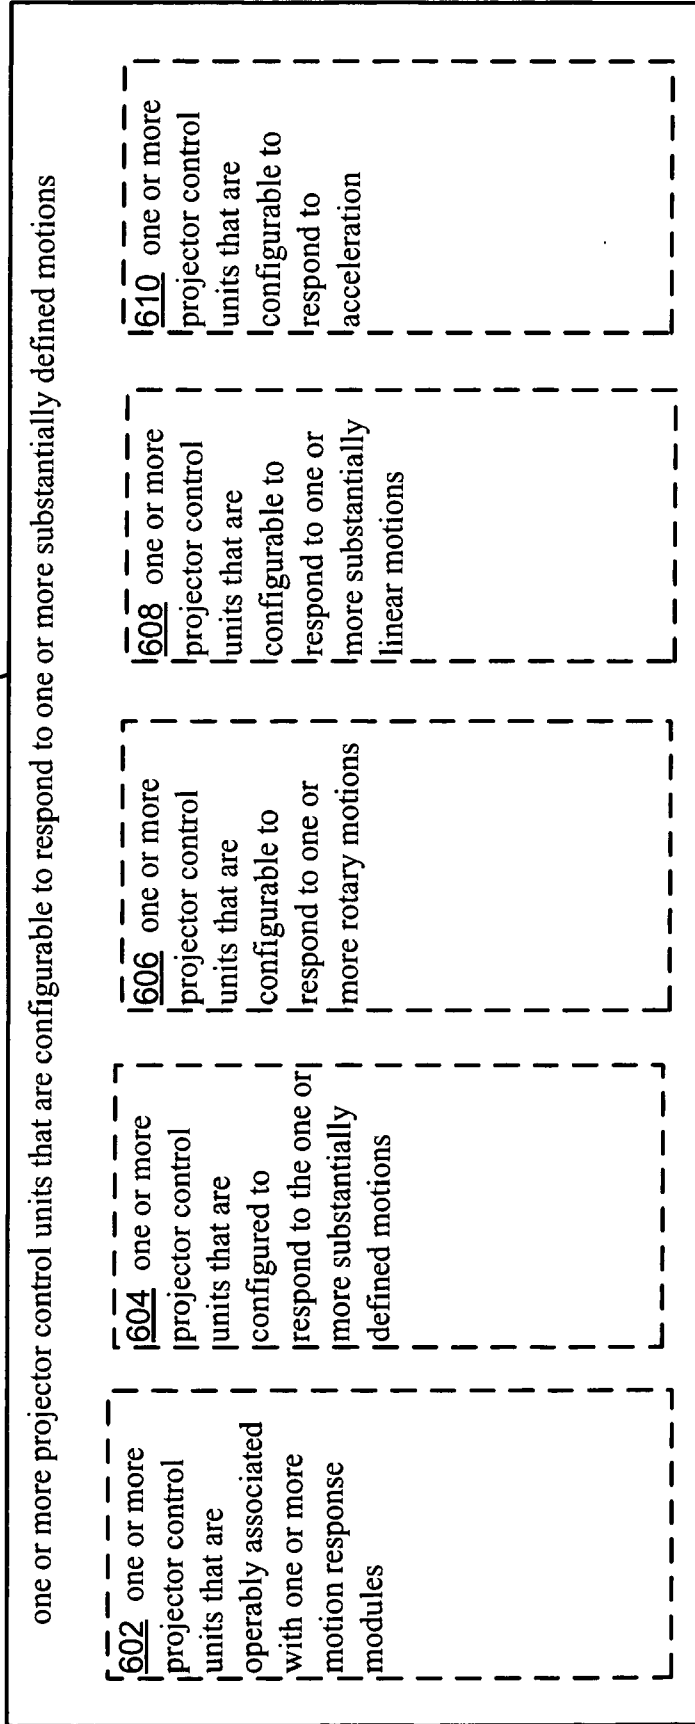 one or more projector control units that are configurable to respond to one or more substantially defined motions
602 one or more
projector control
units that are
operably associated
with one or more
motion response
modules
604 one or more
projector control
units that are
configured to
respond to the one or
more substantially
defined motions
606 one or more
projector control
units that are
configurable to
respond to one or
more rotary motions
608 one or more
projector control
units that are
configurable to
respond to one or
more substantially
linear motions
610 one or more
projector control
units that are
configurable to
respond to
acceleration